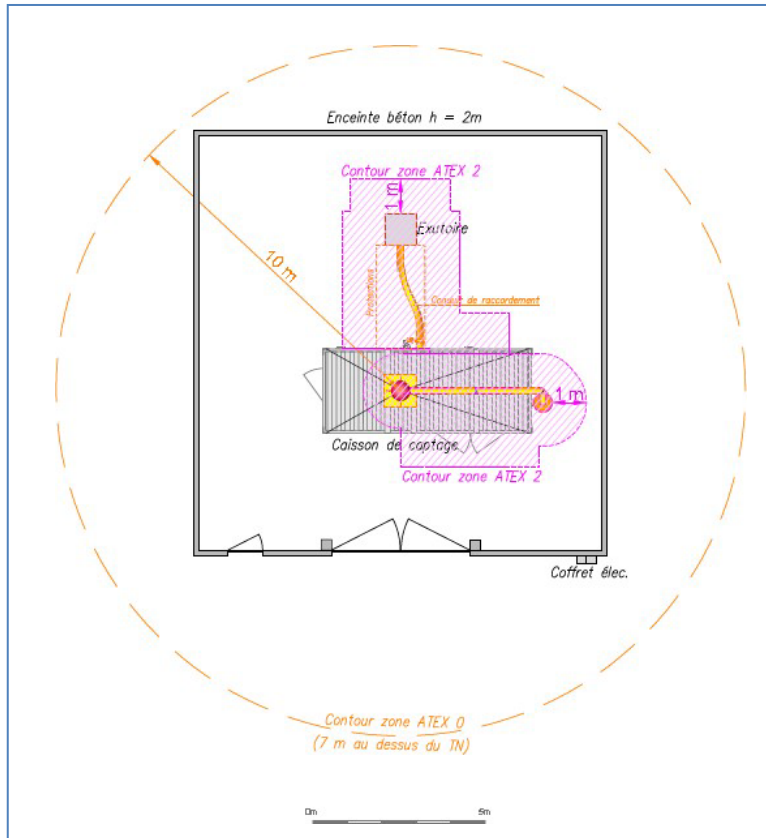 Enceinte béton h = 2m
Contour zone ATEX 2
1 m
Exutoire
10 m
Protections
Conduit de raccordement
1 m
Caisson de captage
Contour zone ATEX 2
Coffret élec.
Contour zone ATEX 0
(7 m au dessus du TN)
0m
5m